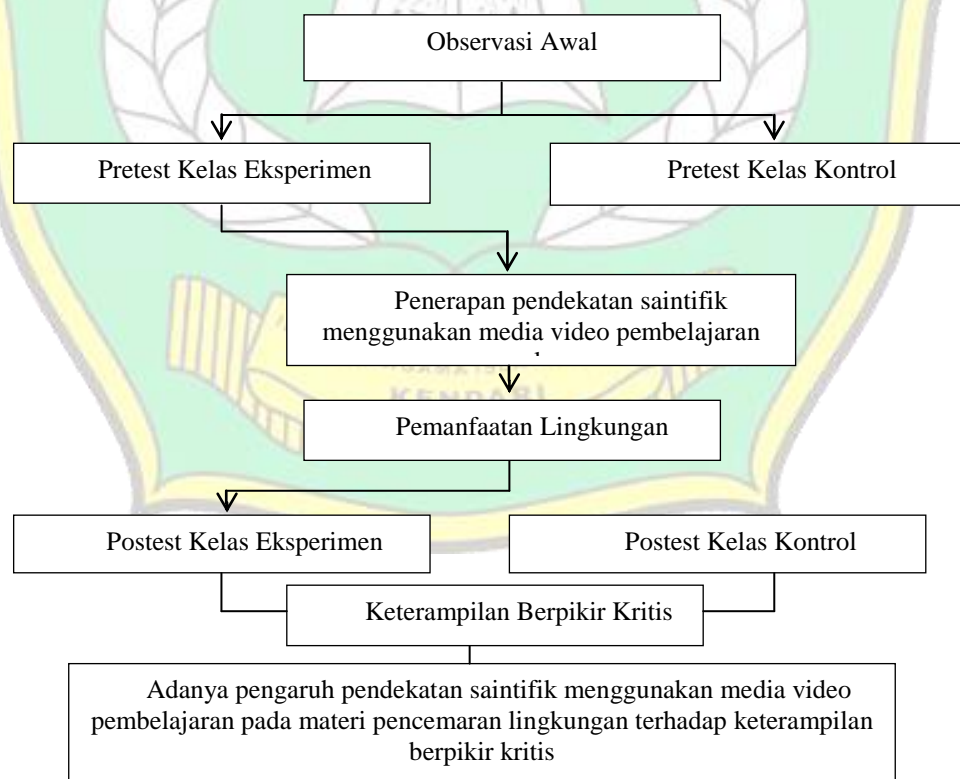 Observasi Awal
Pretest Kelas Eksperimen
Pretest Kelas Kontrol
Penerapan pendekatan saintifik
menggunakan media video pembelajaran
KENDARI
Pemanfaatan Lingkungan
Postest Kelas Eksperimen
Postest Kelas Kontrol
Keterampilan Berpikir Kritis
Adanya pengaruh pendekatan saintifik menggunakan media video
pembelajaran pada materi pencemaran lingkungan terhadap keterampilan
berpikir kritis